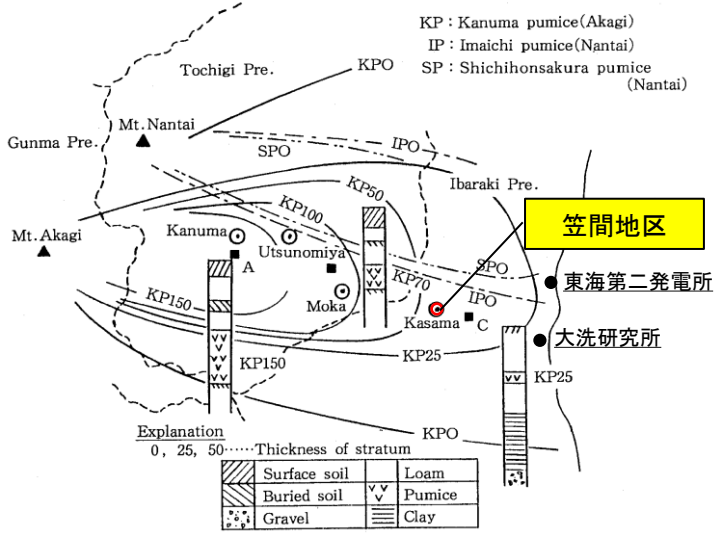 KP : Kanuma pumice(Akagi)
IP : Imaichi pumice(Nantai)
SP : Shichihonsakura pumice
(Nantai)
Tochigi Pre.
KPO
Gunma Pre.
Mt.Nantai
IPO
SPO
Ibaraki Pre.
KP50
KP100
笠間地区
Kanuma
Mt.Akagi
Utsunomiya
A
SPO
KP70
東海第二発電所
IPO
KP150
Moka
Kasama
C
大洗研究所
KP25
KP150
KP25
KPO
Explanation
0, 25, 50……Thickness of stratum
Surface soil
Loam
Buried soil
Pumice
Gravel
Clay